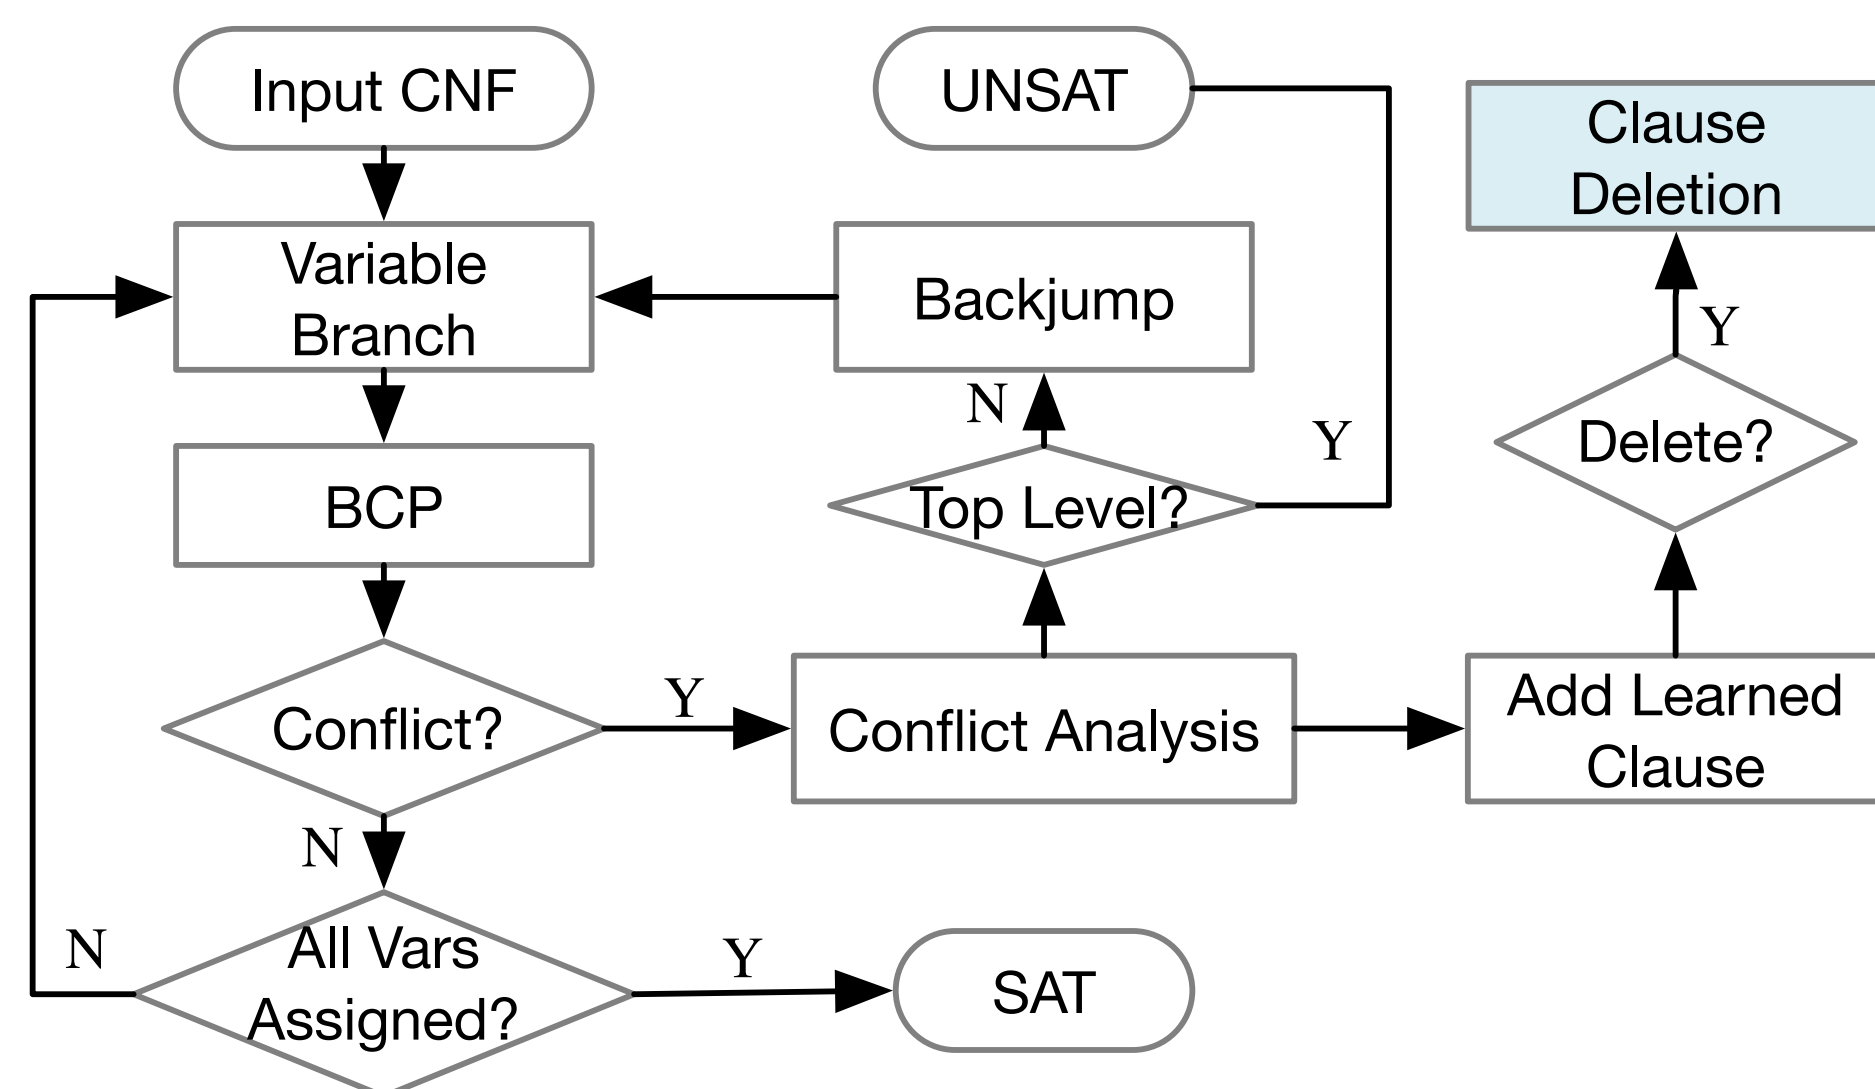 Input CNF
UNSAT
Clause
Deletion
Variable
Branch
Backjump
Y
N
Y
Delete?
BCP
Top Level?
Conflict?
Y
Conflict Analysis
Add Learned
Clause
N
N
All Vars
Assigned?
Y
SAT